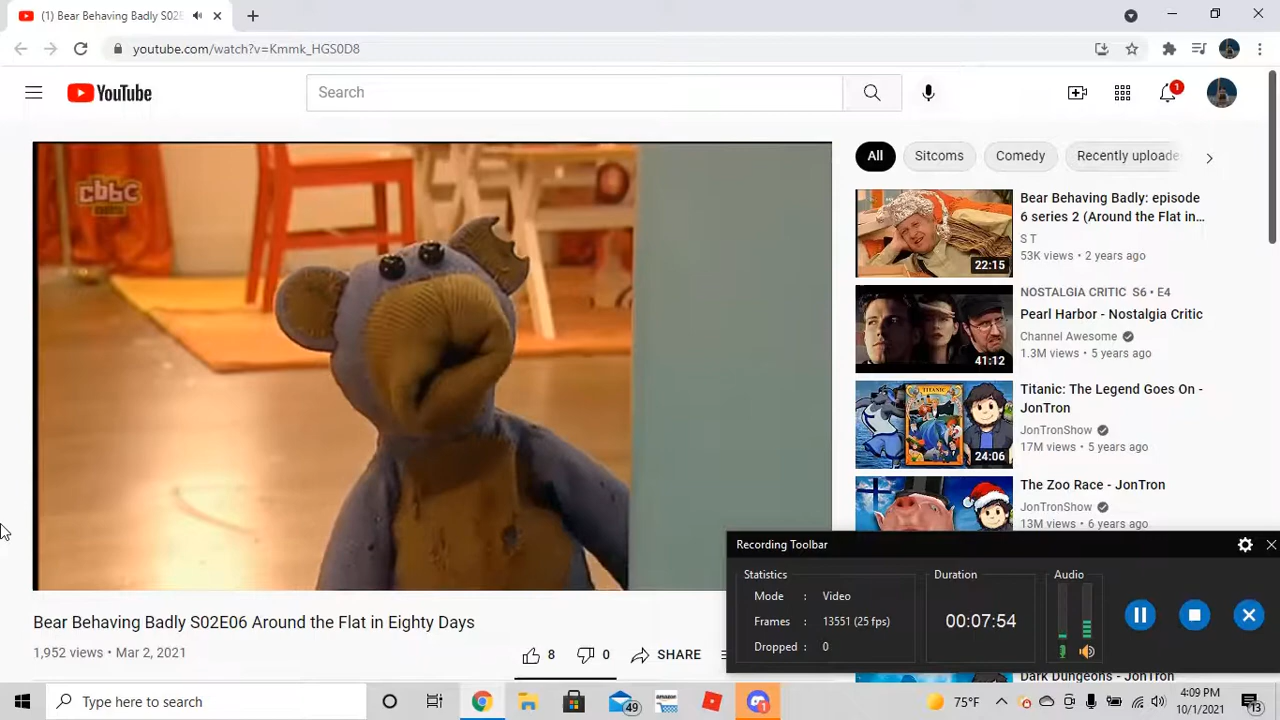 (1) Bear Behaving Badly S02E
youtube.com/watch?v=Kmmk_HGS0D8
YouTube
Search
1
cbbc
All
Sitcoms
Comedy
Recently uploade
Bear Behaving Badly: episode
6 series 2 (Around the Flat in...
S T
53K views • 2 years ago
22:15
NOSTALGIA CRITIC S6 • E4
Pearl Harbor - Nostalgia Critic
Channel Awesome
1.3M views • 5 years ago
41:12
Titanic: The Legend Goes On -
JonTron
JonTronShow
17M views • 5 years ago
TITANIC
24:06
The Zoo Race - JonTron
JonTronShow
13M views • 6 years ago
Recording Toolbar
Statistics
Mode : Video
Frames : 13551 (25 fps)
Dropped : 0
Duration
00:07:54
Audio
Bear Behaving Badly S02E06 Around the Flat in Eighty Days
1,952 views • Mar 2, 2021
8
0
SHARE
Dark Dungeons - JonTron
Type here to search
49
amazon
1
75°F
4:09 PM
10/1/2021
13